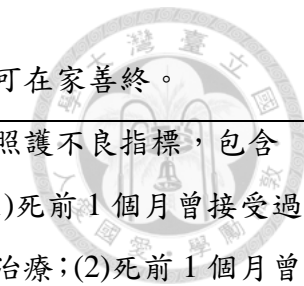 可在家善終。
照護不良指標,包含
)死前 1 個月曾接受過
治療;(2)死前 1 個月曾